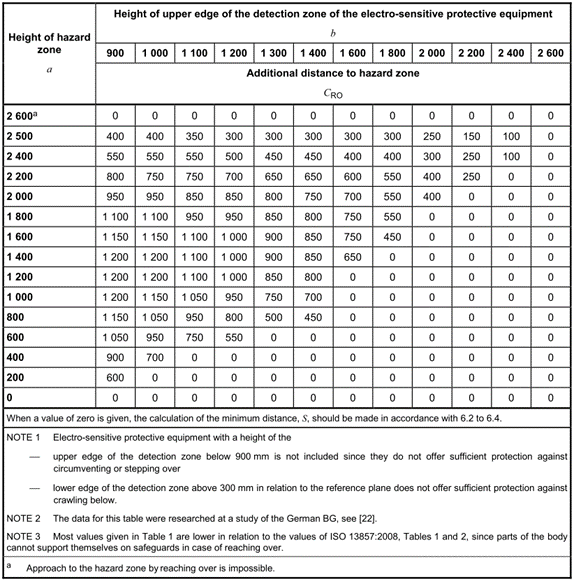 Height of hazard zone
a
Height of upper edge of the detection zone of the electro-sensitive protective equipment
b
900 1 000 1 100 1 200 1 300 1 400 1 600 1 800 2 000 2 200 2 400 2 600
Additional distance to hazard zone
CRO
2 600a 0 0 0 0 0 0 0 0 0 0 0 0
2 500 400 400 350 300 300 300 300 300 250 150 100 0
2 400 550 550 550 500 450 450 400 400 300 250 100 0
2 200 800 750 750 700 650 650 600 550 400 250 0 0
2 000 950 950 850 850 800 750 700 550 400 0 0 0
1 800 1 100 1 100 950 950 850 800 750 550 0 0 0 0
1 600 1 150 1 150 1 100 1 000 900 850 750 450 0 0 0 0
1 400 1 200 1 200 1 100 1 000 900 850 650 0 0 0 0 0
1 200 1 200 1 200 1 100 1 000 850 800 0 0 0 0 0 0
1 000 1 200 1 150 1 050 950 750 700 0 0 0 0 0 0
800 1 150 1 050 950 800 500 450 0 0 0 0 0 0
600 1 050 950 750 550 0 0 0 0 0 0 0 0
400 900 700 0 0 0 0 0 0 0 0 0 0
200 600 0 0 0 0 0 0 0 0 0 0 0
0 0 0 0 0 0 0 0 0 0 0 0 0
When a value of zero is given, the calculation of the minimum distance, S, should be made in accordance with 6.2 to 6.4.
NOTE 1 Electro-sensitive protective equipment with a height of the
— upper edge of the detection zone below 900 mm is not included since they do not offer sufficient protection against
circumventing or stepping over
— lower edge of the detection zone above 300 mm in relation to the reference plane does not offer sufficient protection against
crawling below.
NOTE 2 The data for this table were researched at a study of the German BG, see [22].
NOTE 3 Most values given in Table 1 are lower in relation to the values of ISO 13857:2008, Tables 1 and 2, since parts of the body
cannot support themselves on safeguards in case of reaching over.
a Approach to the hazard zone by reaching over is impossible.